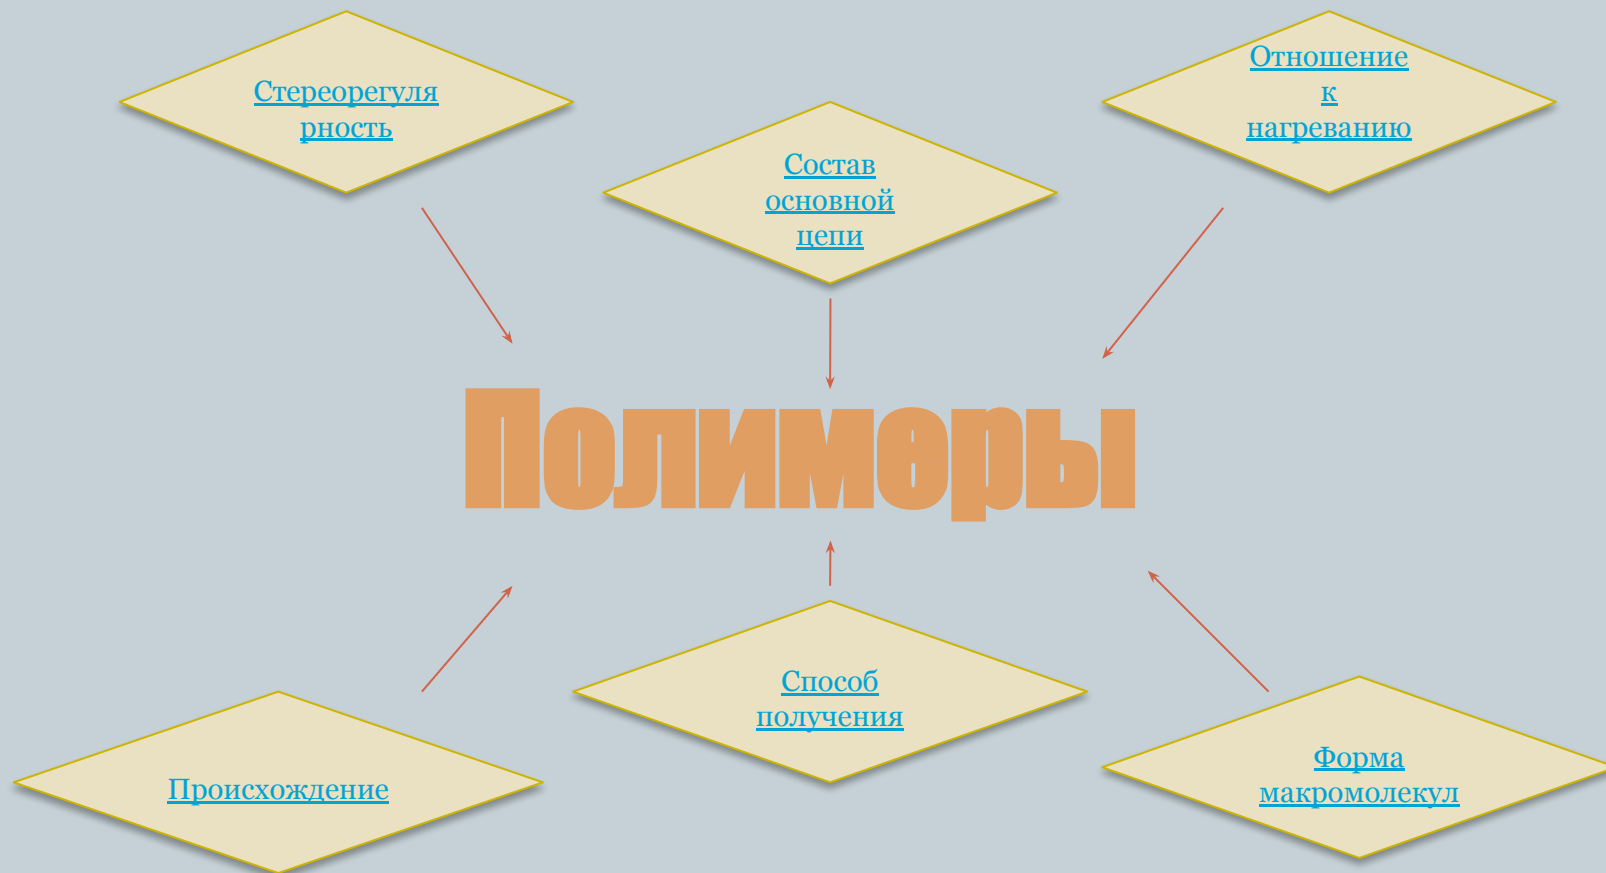 Стереорегуля
рность
Отношение
к
нагреванию
Состав
основной
цепи
Полимеры
Способ
получения
Происхождение
Форма
макромолекул